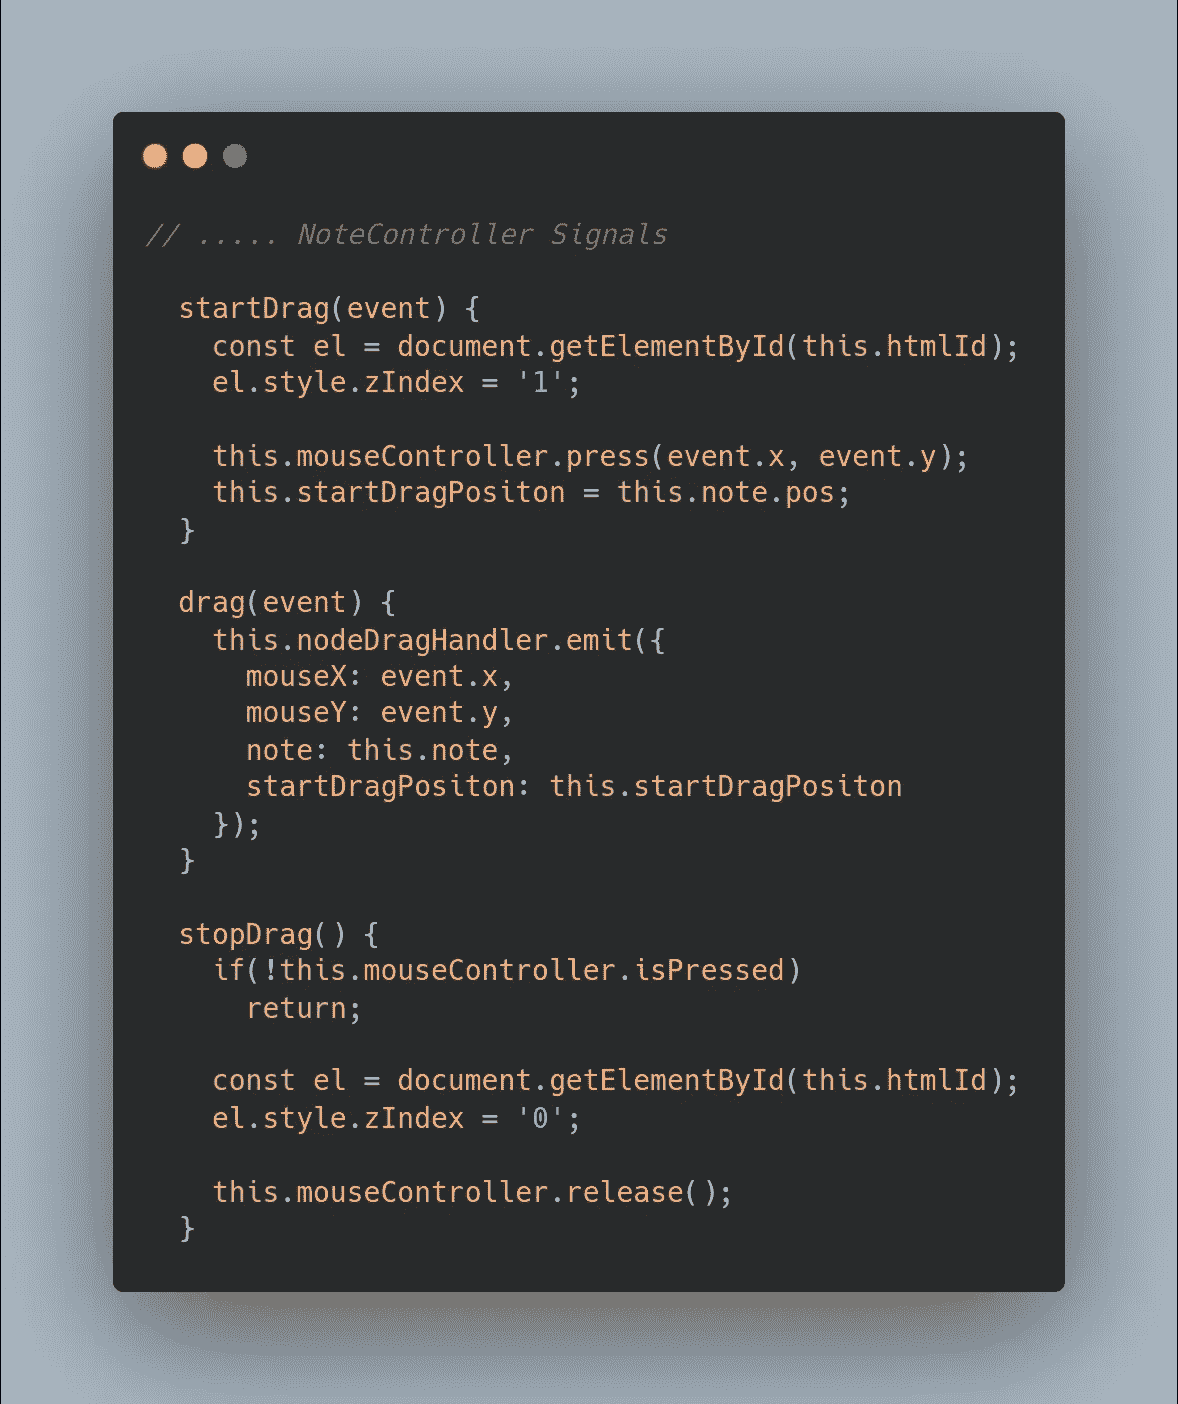 // ..... NoteController Signals
startDrag(event) {
const el = document.getElementById(this.htmlId);
el.style.zIndex = '1';
this.mouseController.press(event.x, event.y);
this.startDragPositon = this.note.pos;
}
drag(event) {
this.nodeDragHandler.emit({
mouseX: event.x,
mouseY: event.y,
note: this.note,
startDragPositon: this.startDragPositon
});
}
stopDrag() {
if(!this.mouseController.isPressed)
return;
const el = document.getElementById(this.htmlId);
el.style.zIndex = '0';
this.mouseController.release();
}